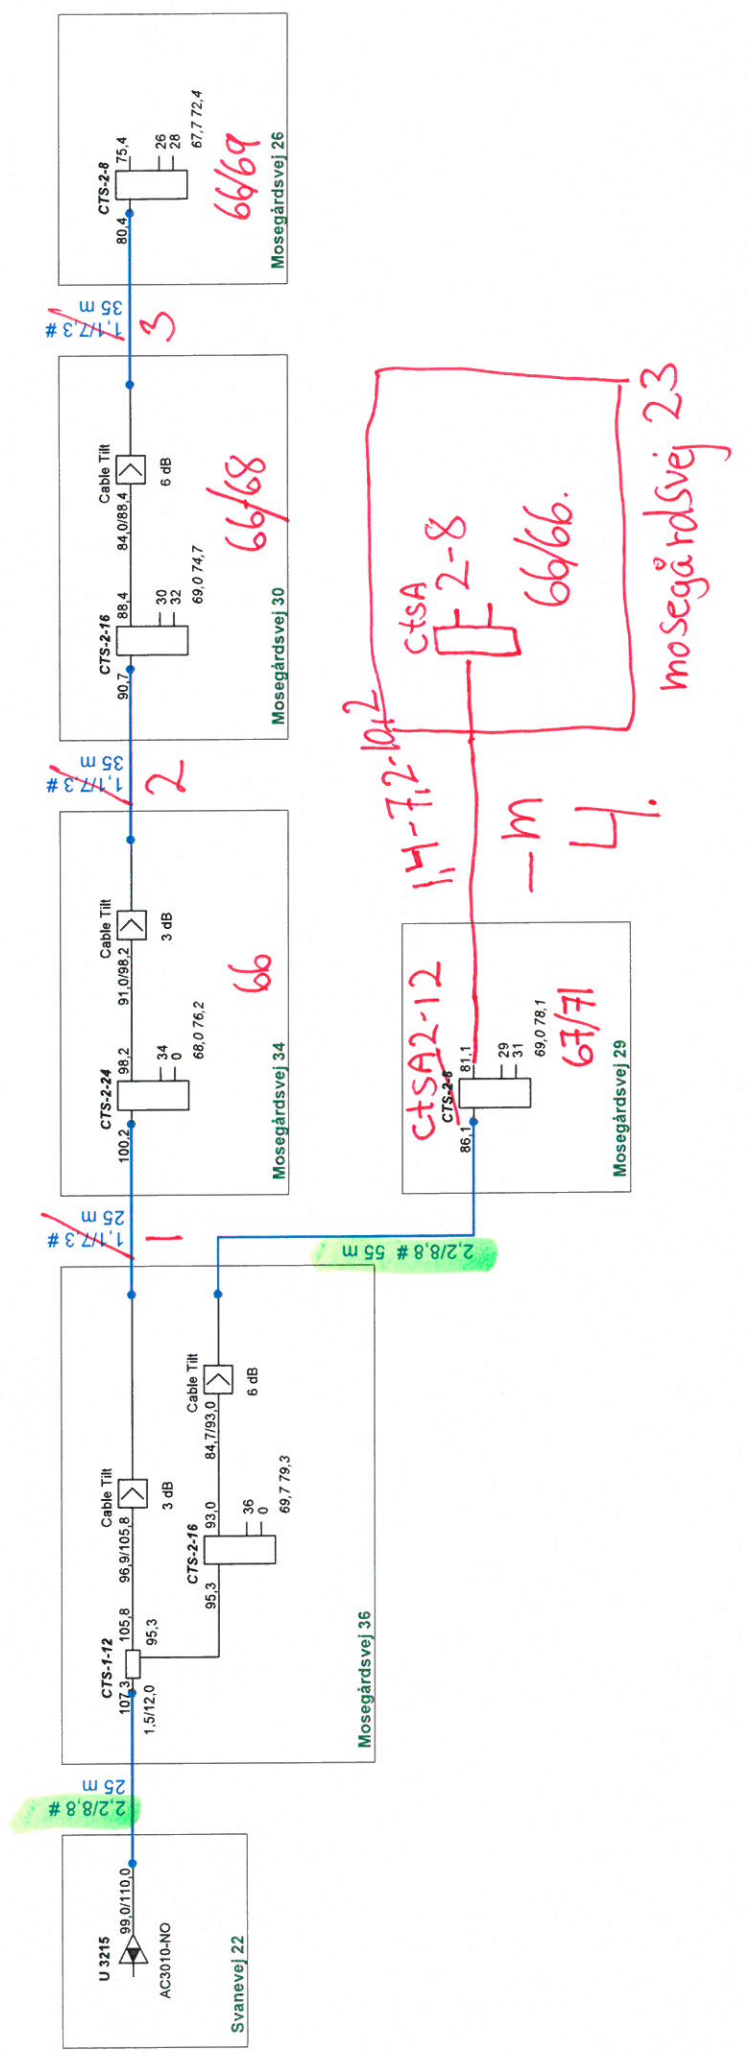 Svanevej 22
U 3215
AC3010-NO
99,0/110,0
2,2/8,8 #
25 m
Mosegårdsvej 36
CTS-1-12
107,3
105,8
1,5/12,0
95,3
96,9/105,8
Cable Tilt
3 dB
CTS-2-16
95,3
93,0
36
0
69,7 79,3
84,7/93,0
Cable Tilt
6 dB
1,1/7,3 #
25 m
1
Mosegårdsvej 34
CTS-2-24
100,2
98,2
34
0
68,0 76,2
66
91,0/98,2
Cable Tilt
3 dB
1,1/7,3 #
35 m
2
Mosegårdsvej 30
CTS-2-16
90,7
88,4
30
32
69,0 74,7
66/68
84,0/88,4
Cable Tilt
6 dB
1,1/7,3 #
35 m
3
Mosegårdsvej 26
CTS-2-8
80,4
75,4
26
28
67,7 72,4
66/69
2,2/8,8 # 55 m
Mosegårdsvej 29
CtsA2-12
CTS-2-8
86,1
81,1
29
31
69,0 78,1
67/71
1,4-7,2-10,2
-m
4.
CtsA
2-8
66/66.
mosegårdsvej 23